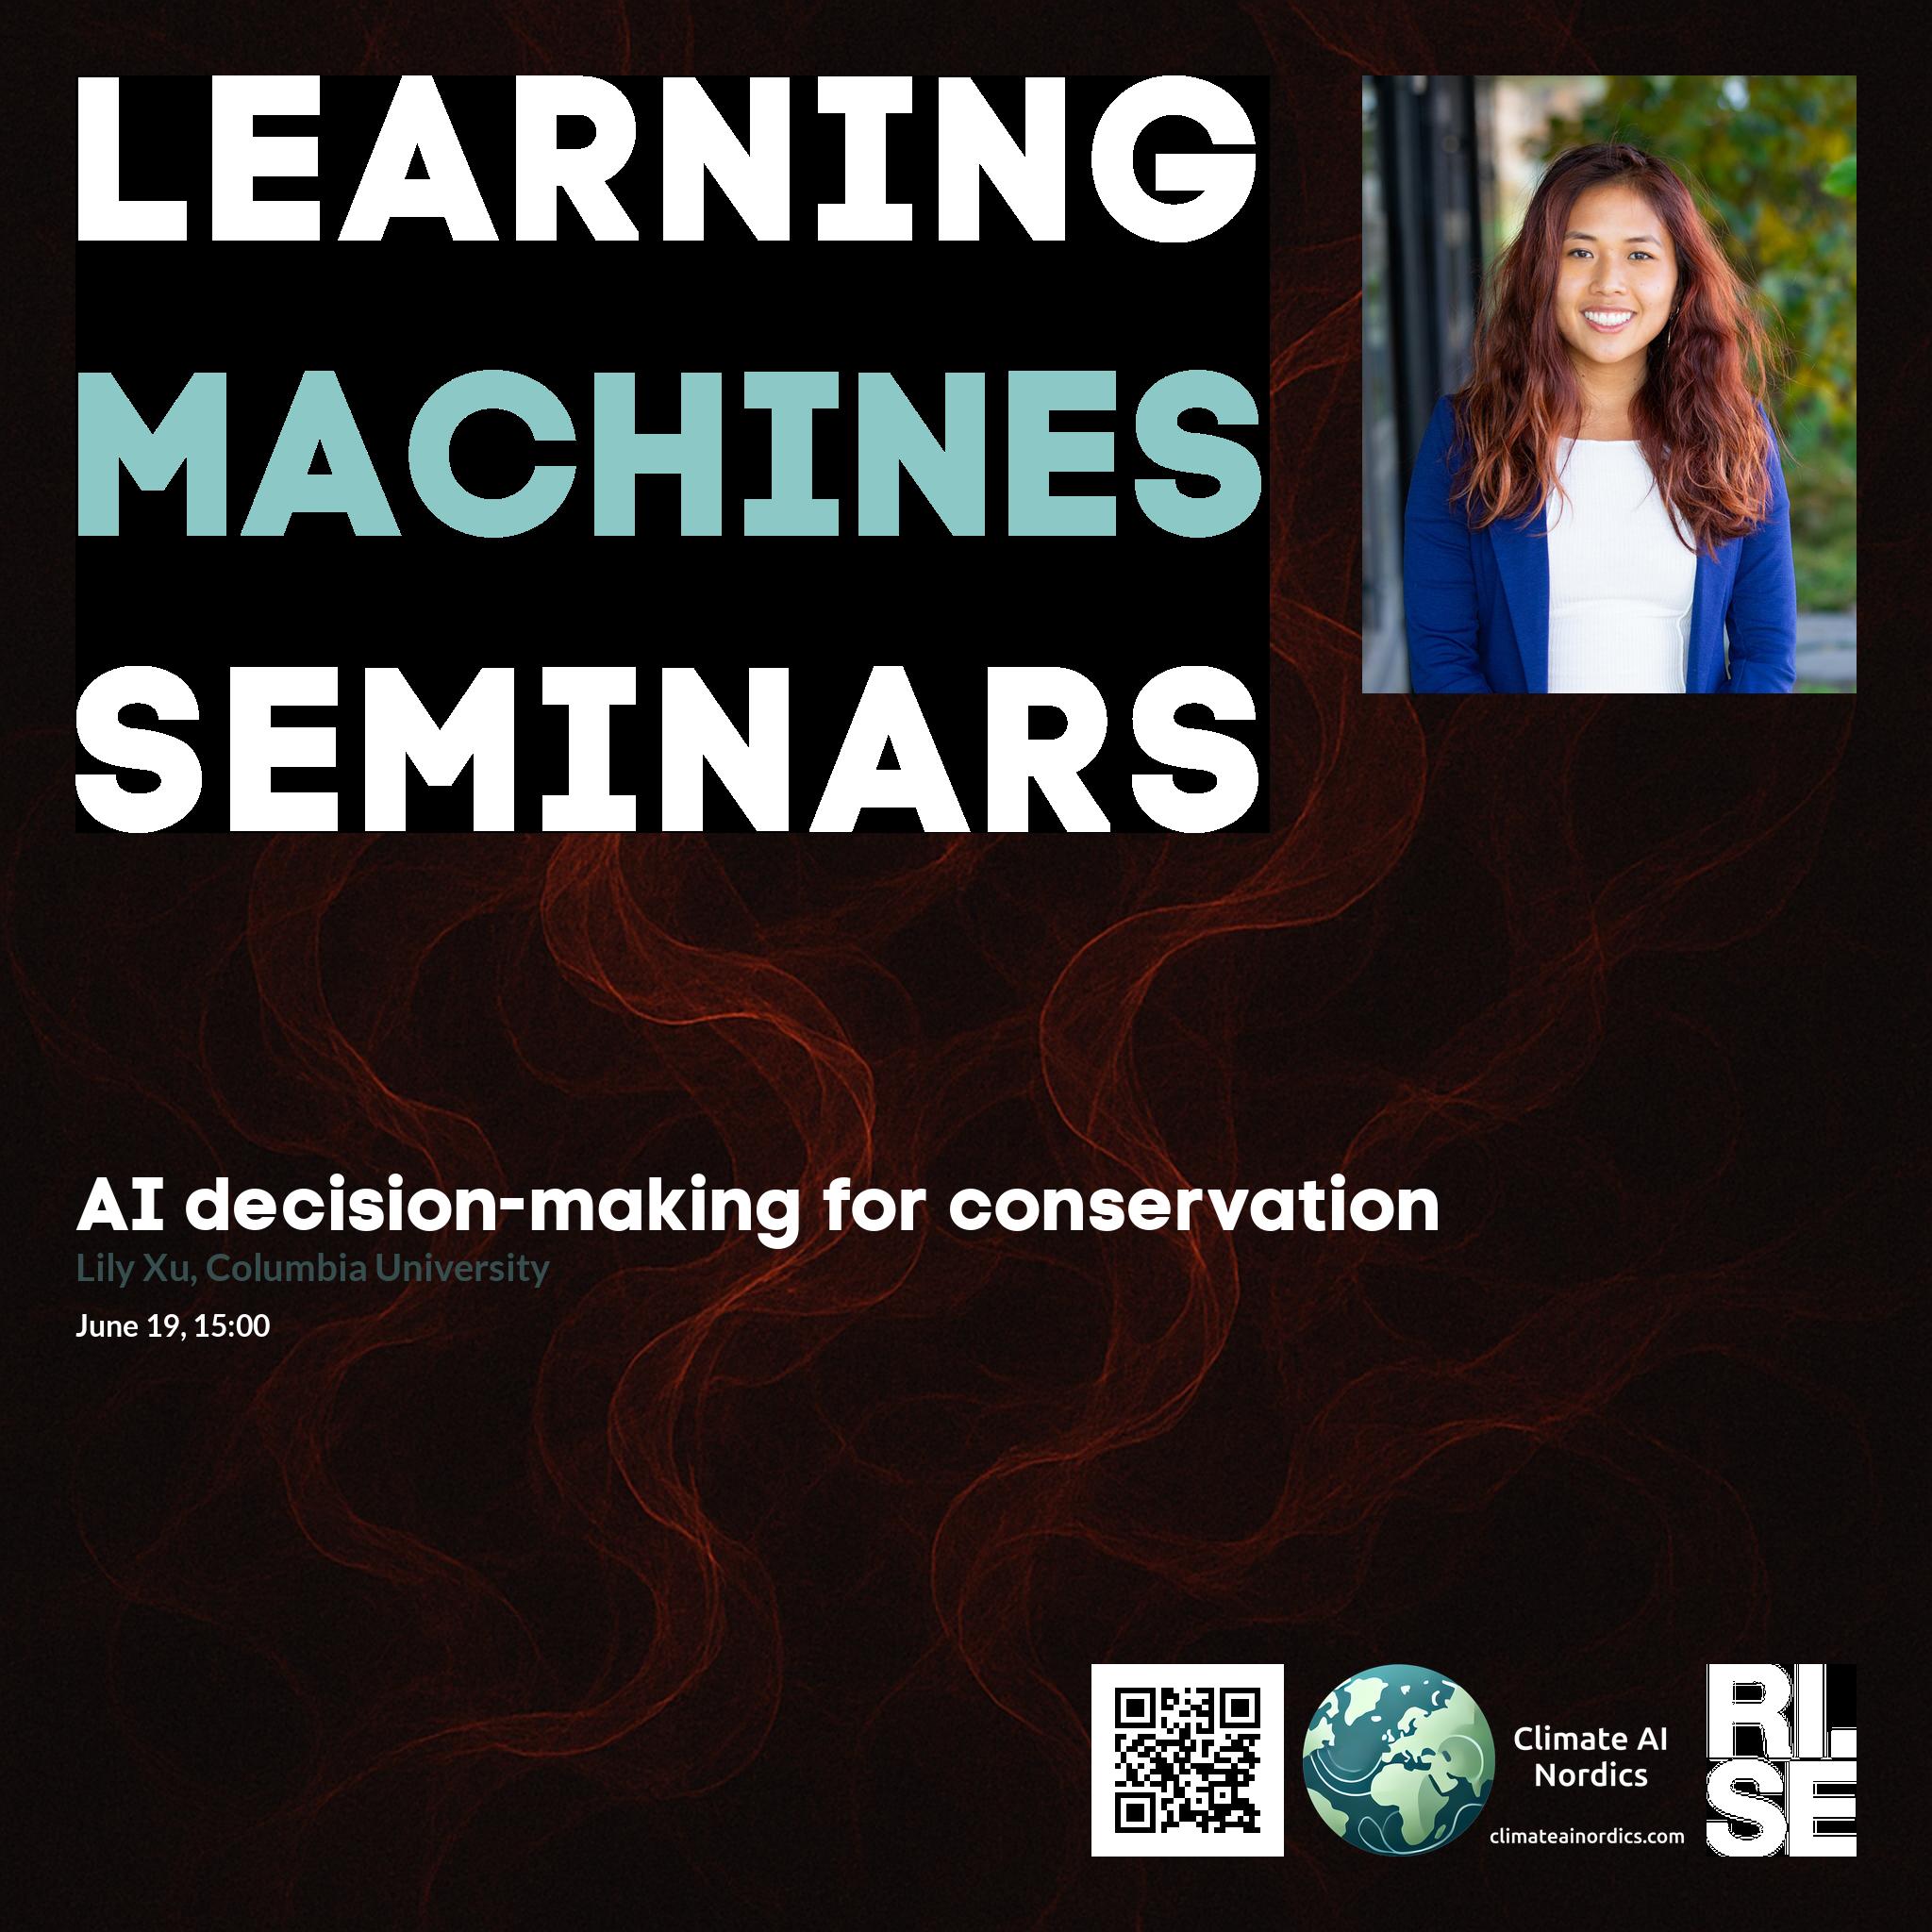 LEARNING
MACHINES
SEMINARS
AI decision-making for conservation
Lily Xu, Columbia University
June 19, 15:00
Climate AI
Nordics
climateainordics.com
RI.
SE